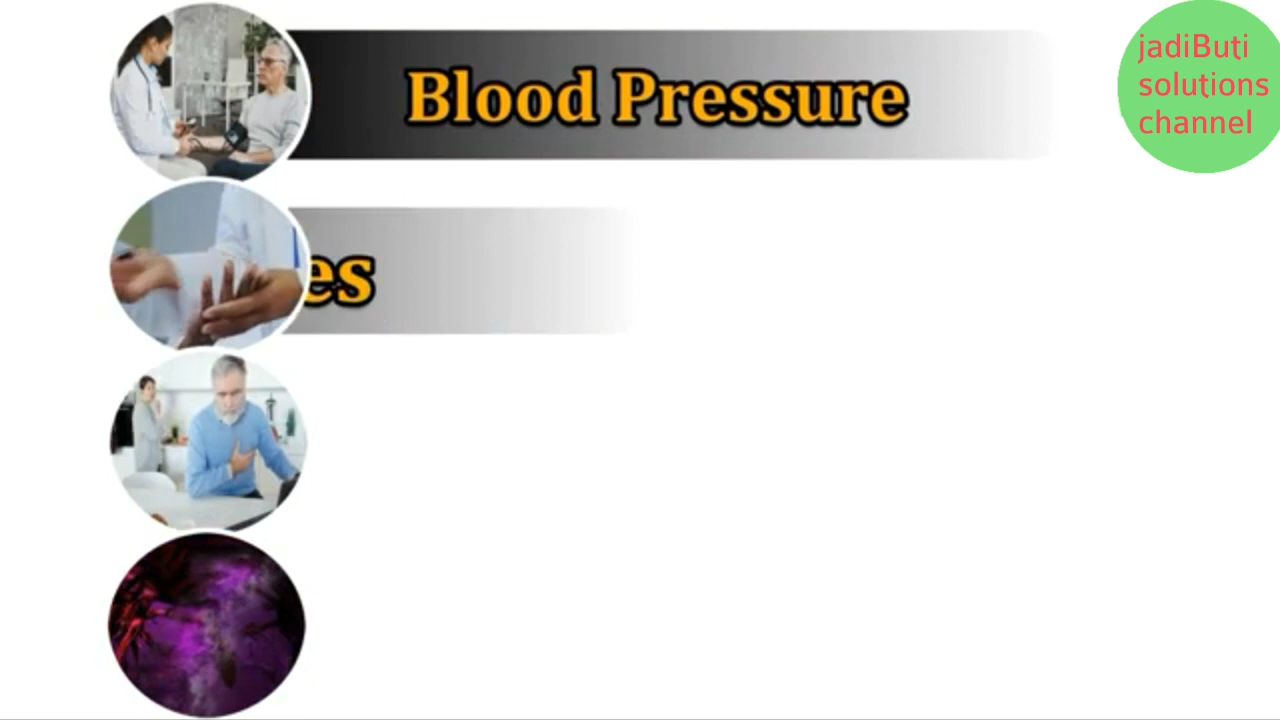 Blood Pressure
jadiButi
solutions
channel
es